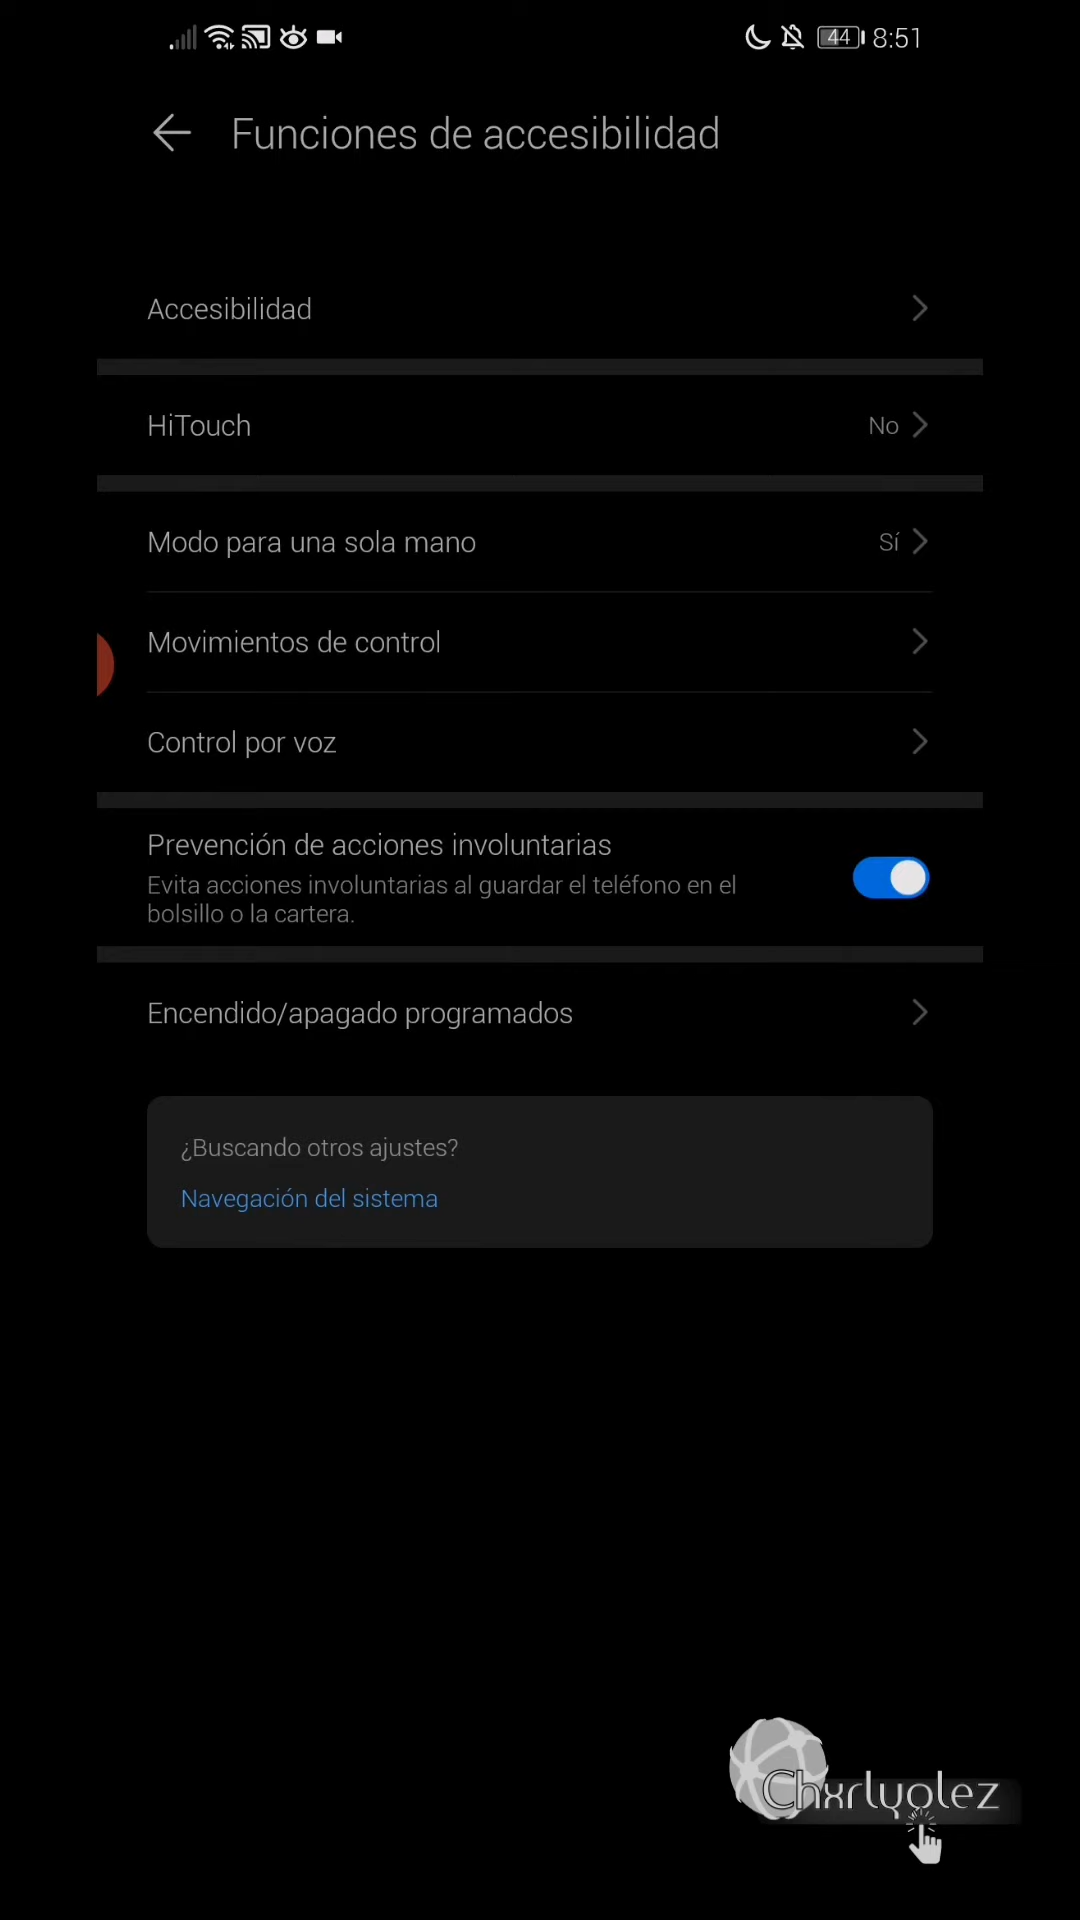 44 8:51
Funciones de accesibilidad
Accesibilidad
HiTouch No
Modo para una sola mano Sí
Movimientos de control
Control por voz
Prevención de acciones involuntarias
Evita acciones involuntarias al guardar el teléfono en el
bolsillo o la cartera.
Encendido/apagado programados
¿Buscando otros ajustes?
Navegación del sistema
Chxrlyolez